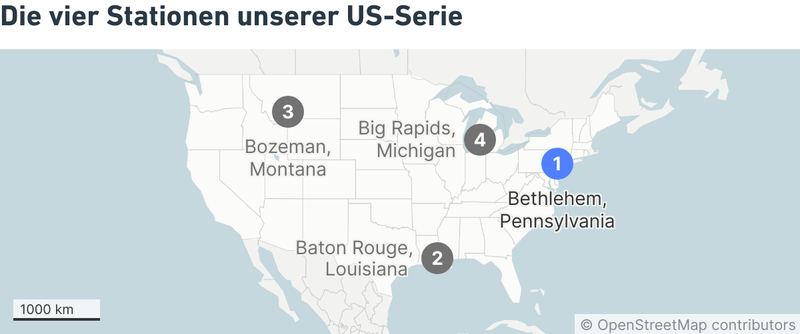 Die vier Stationen unserer US-Serie
3
Bozeman,
Montana
Big Rapids,
Michigan
4
1
Bethlehem,
Pennsylvania
Baton Rouge,
Louisiana
2
1000 km
© OpenStreetMap contributors